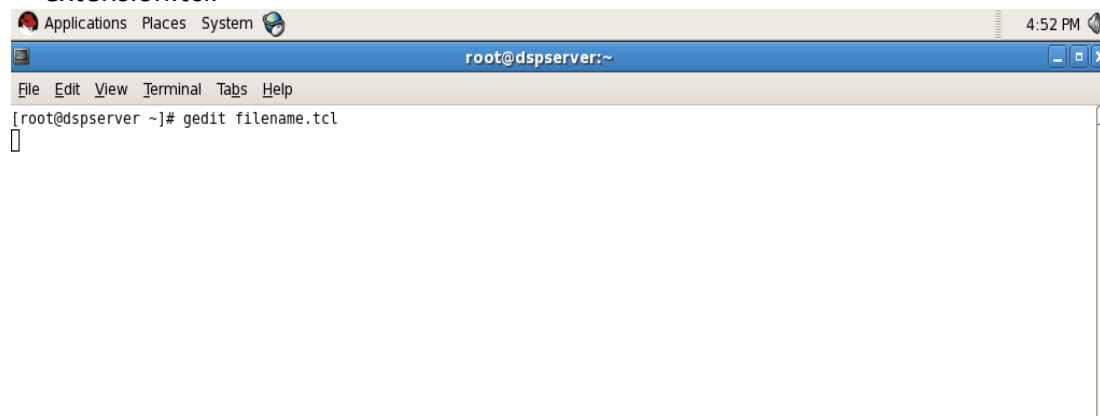 Applications Places System
4:52 PM
root@dspserver:~
File Edit View Terminal Tabs Help
[root@dspserver ~]# gedit filename.tcl